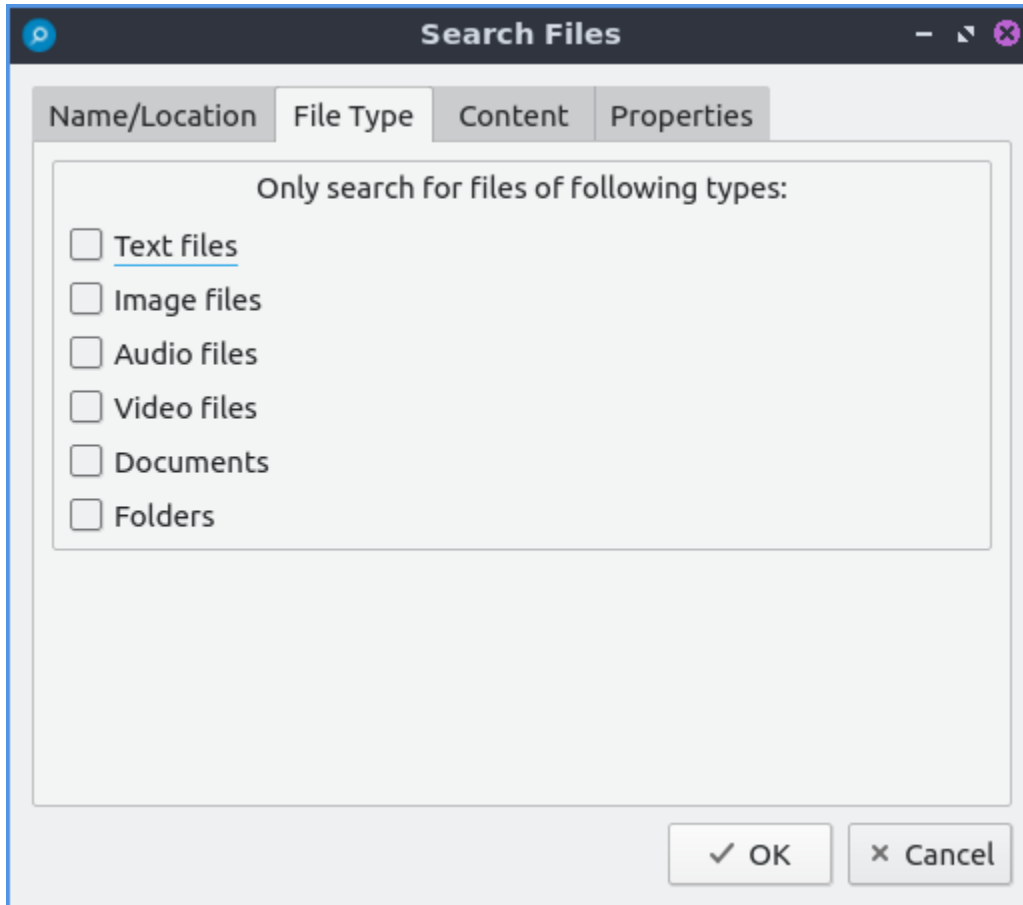 Search Files
Name/Location File Type Content Properties
Only search for files of following types:
Text files
Image files
Audio files
Video files
Documents
Folders
OK Cancel